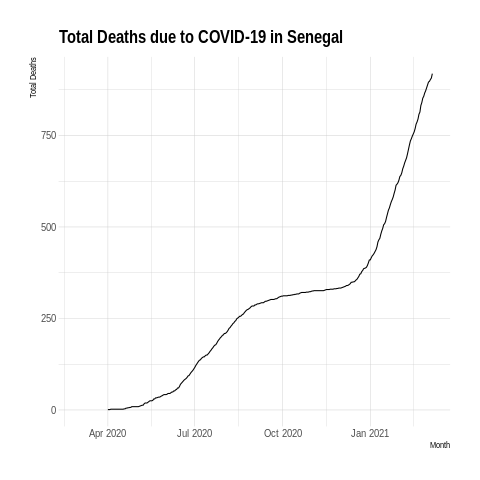 Total Deaths due to COVID-19 in Senegal
Total Deaths
750
500
250
0
Apr 2020 Jul 2020 Oct 2020 Jan 2021
Month